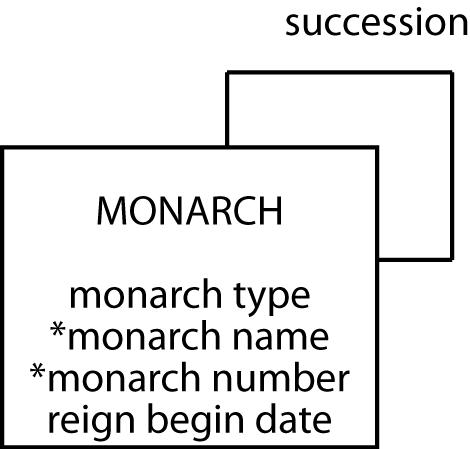 succession
MONARCH
monarch type
*monarch name
*monarch number
reign begin date